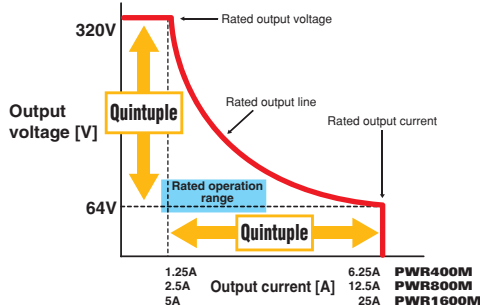 Rated output voltage
320V
Output
voltage [V]
Quintuple
Rated output line
Rated output current
Rated operation
range
64V
Quintuple
1.25A 6.25A PWR400M
2.5A Output current [A] 12.5A PWR800M
5A 25A PWR1600M